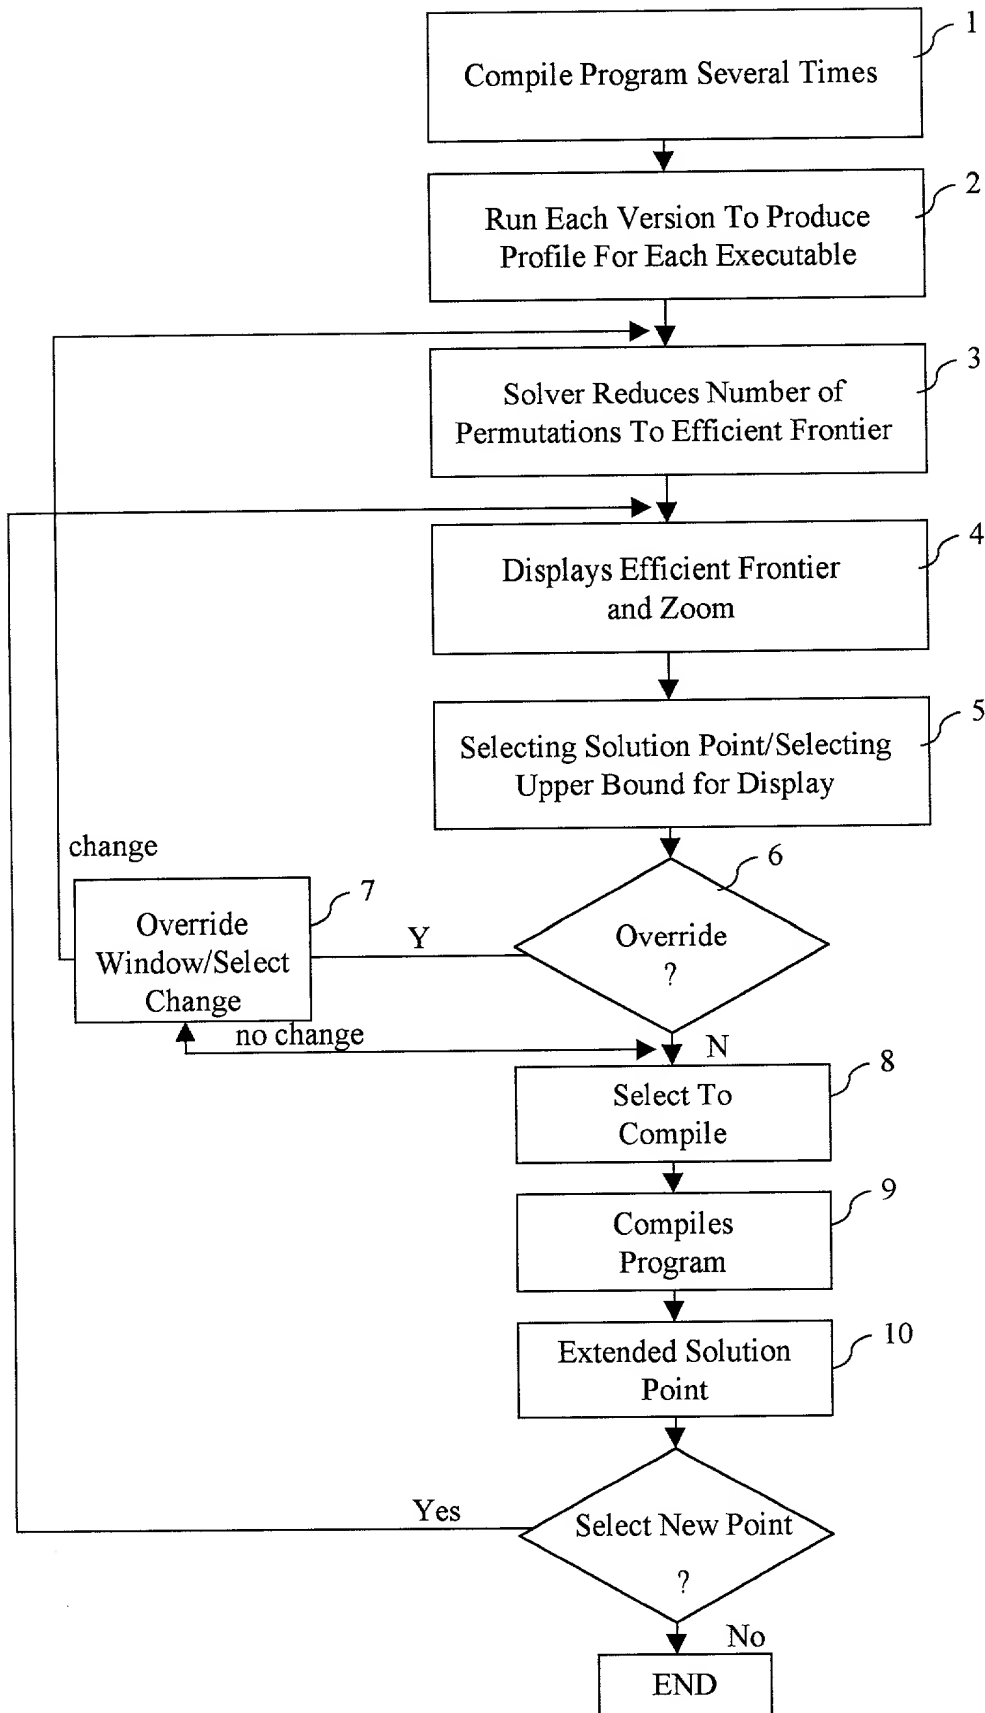 1
Compile Program Several Times
2
Run Each Version To Produce
Profile For Each Executable
3
Solver Reduces Number of
Permutations To Efficient Frontier
4
Displays Efficient Frontier
and Zoom
5
Selecting Solution Point/Selecting
Upper Bound for Display
change
6
7
Override
Window/Select
Change
Y
Override
?
no change
N
8
Select To
Compile
9
Compiles
Program
10
Extended Solution
Point
Yes
Select New Point
?
No
END